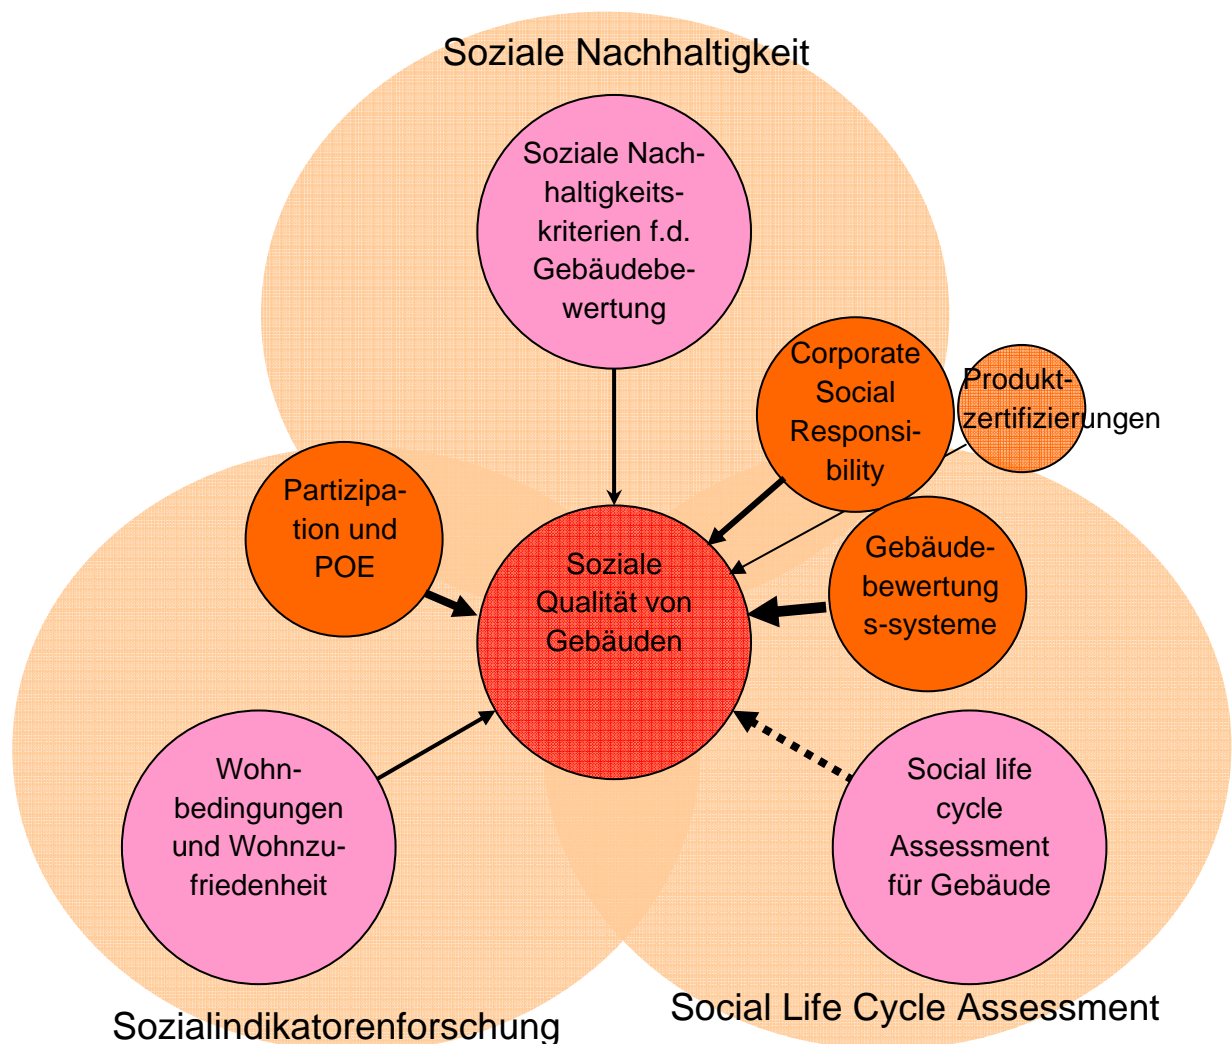 Soziale Nachhaltigkeit
Soziale Nach-
haltigkeits-
kriterien f.d.
Gebäudebe-
wertung
Corporate
Social
Responsi-
bility
Produkt-
zertifizierungen
Partizipa-
tion und
POE
Soziale
Qualität von
Gebäuden
Gebäude-
bewertung
s-systeme
Wohn-
bedingungen
und Wohnzu-
friedenheit
Social life
cycle
Assessment
für Gebäude
Social Life Cycle Assessment
Sozialindikatorenforschung